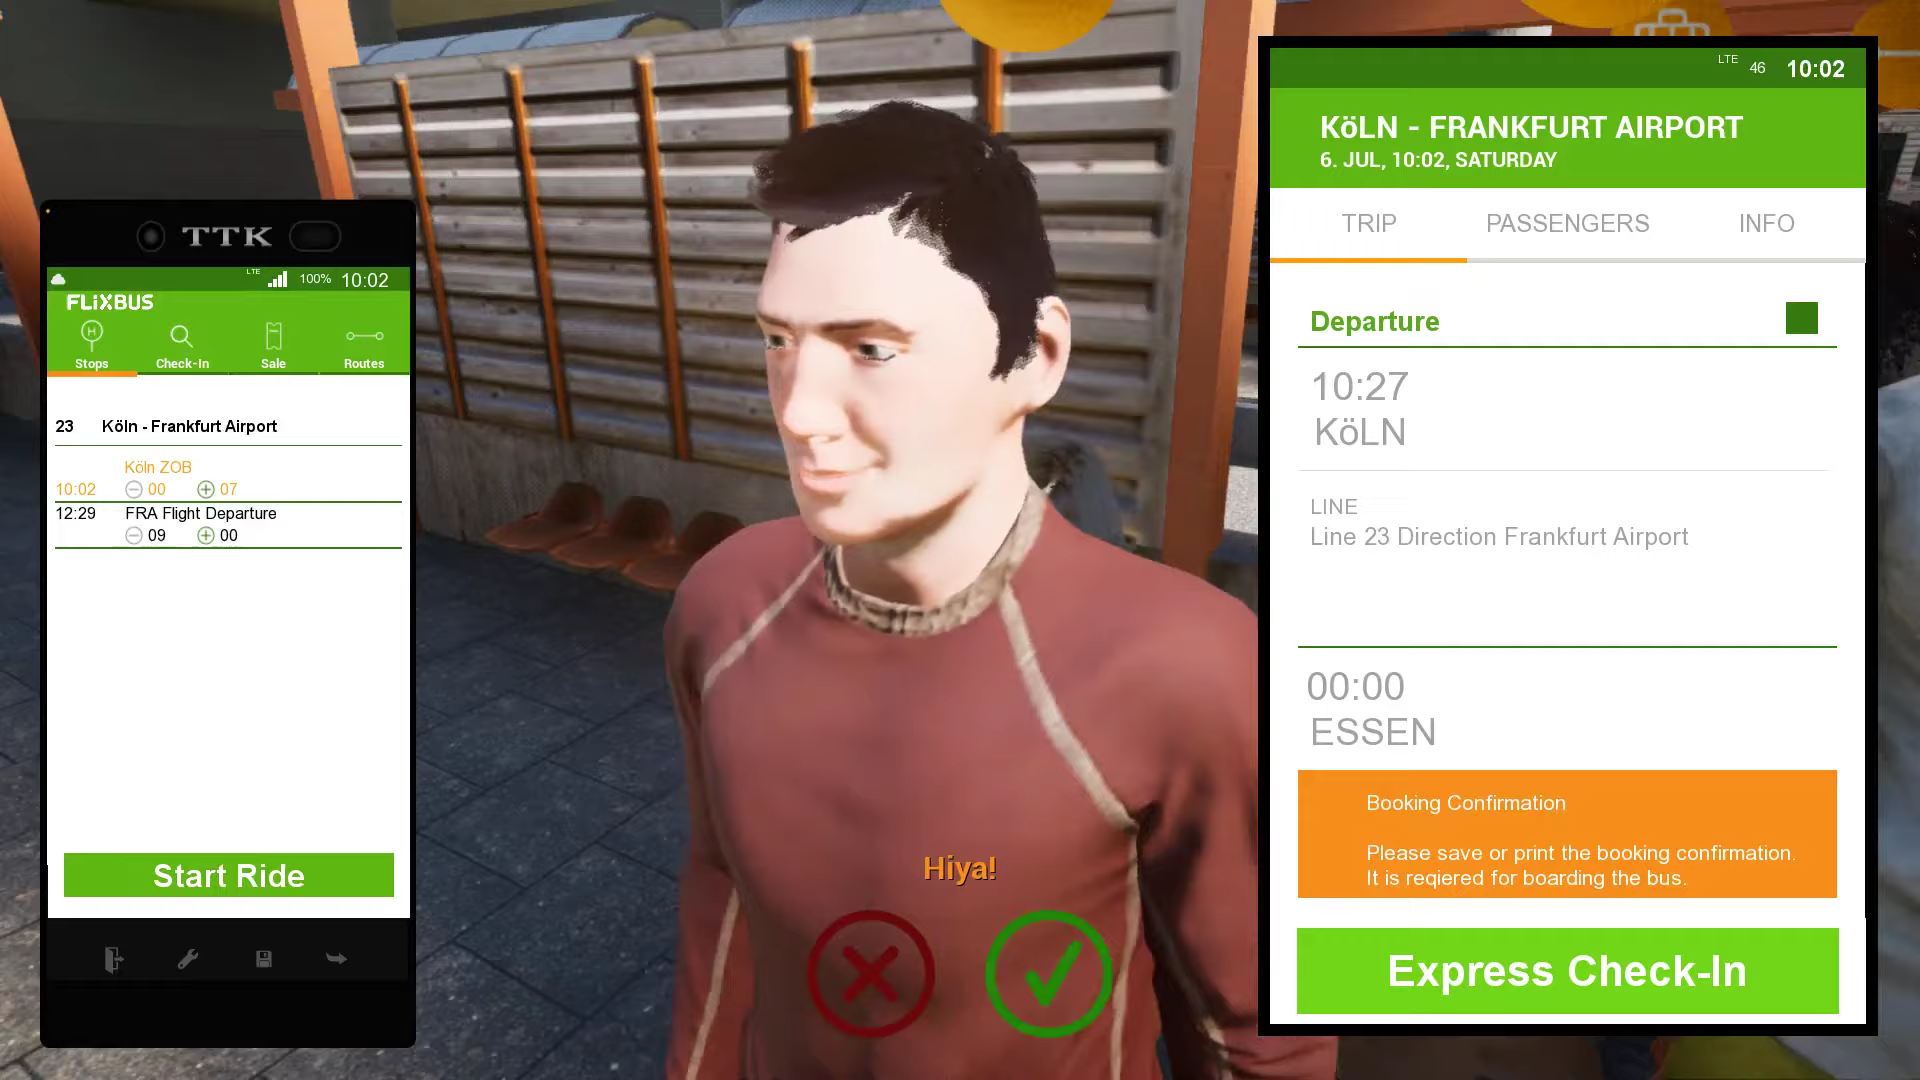 TTK
LTE 100% 10:02
FLiXBUS
Stops Check-In Sale Routes
23 Köln - Frankfurt Airport
Köln ZOB
10:02 00 07
12:29 FRA Flight Departure
09 00
Start Ride
Hiya!
LTE 46 10:02
KöLN - FRANKFURT AIRPORT
6. JUL, 10:02, SATURDAY
TRIP PASSENGERS INFO
Departure
10:27
KöLN
LINE
Line 23 Direction Frankfurt Airport
00:00
ESSEN
Booking Confirmation
Please save or print the booking confirmation.
It is reqiered for boarding the bus.
Express Check-In